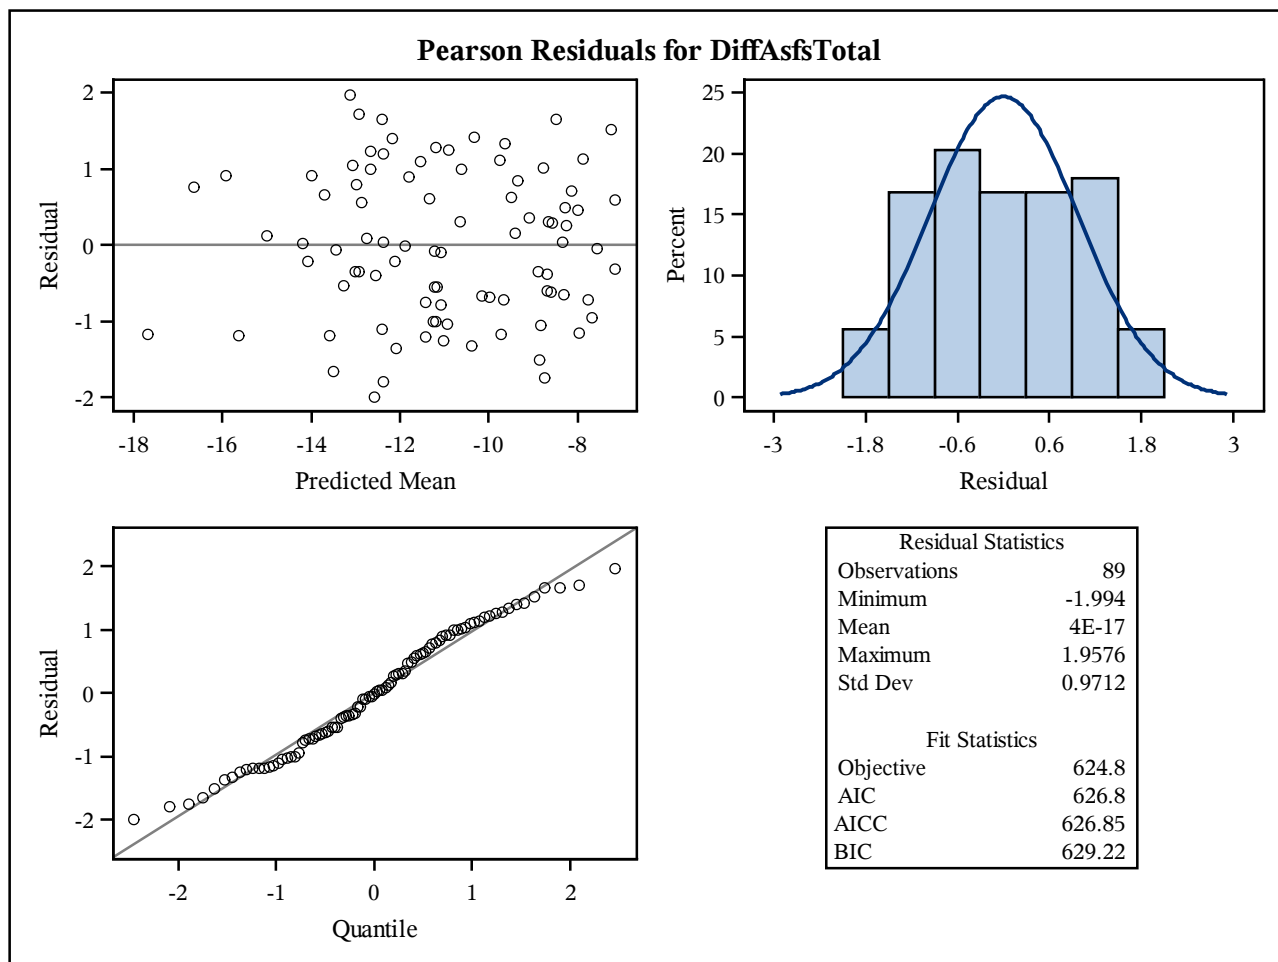 Pearson Residuals for DiffAsfsTotal
2
1
0
-1
-2
Residual
-18 -16 -14 -12 -10 -8
Predicted Mean
25
20
15
10
5
0
Percent
-3 -1.8 -0.6 0.6 1.8 3
Residual
2
1
0
-1
-2
Residual
-2 -1 0 1 2
Quantile
Residual Statistics
Observations 89
Minimum -1.994
Mean 4E-17
Maximum 1.9576
Std Dev 0.9712
Fit Statistics
Objective 624.8
AIC 626.8
AICC 626.85
BIC 629.22